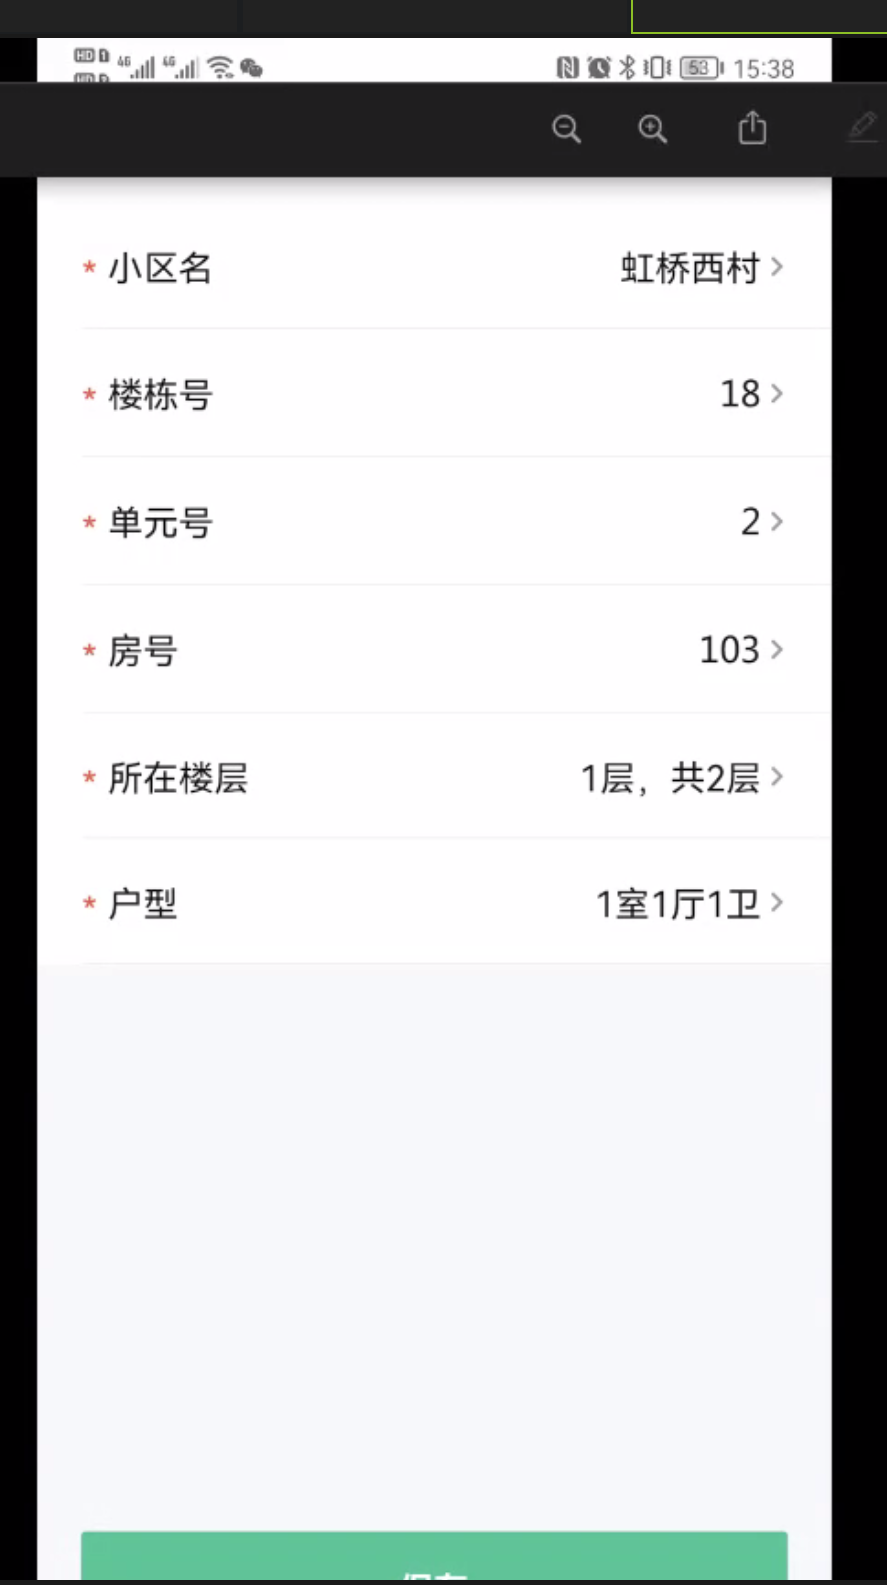 HD 1 4G 4G 53 15:38
* 小区名 虹桥西村
* 楼栋号 18
* 单元号 2
* 房号 103
* 所在楼层 1层，共2层
* 户型 1室1厅1卫